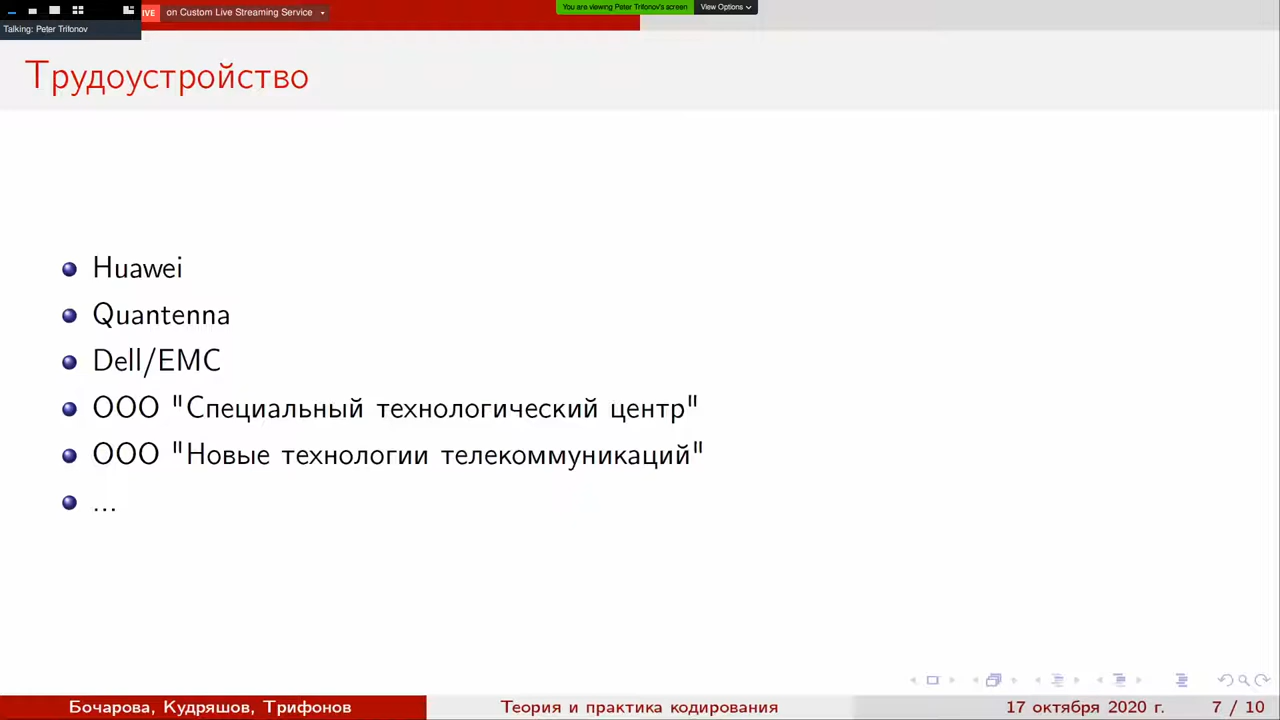 IVE on Custom Live Streaming Service
You are viewing Peter Trifonov's screen View Options
Talking: Peter Trifonov
Трудоустройство
Huawei
Quantenna
Dell/EMC
ООО "Специальный технологический центр"
ООО "Новые технологии телекоммуникаций"
...
Бочарова, Кудряшов, Трифонов Теория и практика кодирования 17 октября 2020 г. 7 / 10